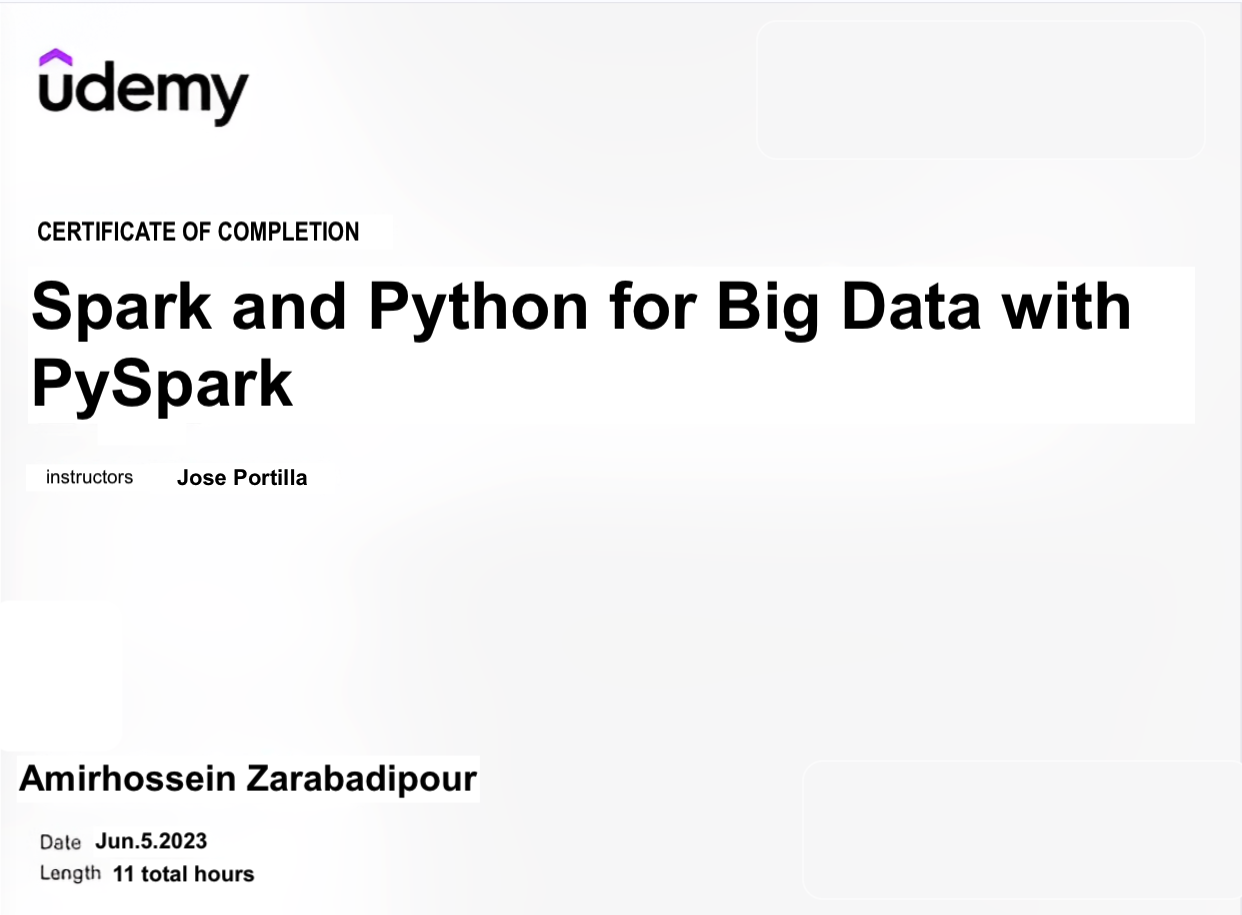 udemy
CERTIFICATE OF COMPLETION
Spark and Python for Big Data with
PySpark
instructors Jose Portilla
Amirhossein Zarabadipour
Date Jun.5.2023
Length 11 total hours